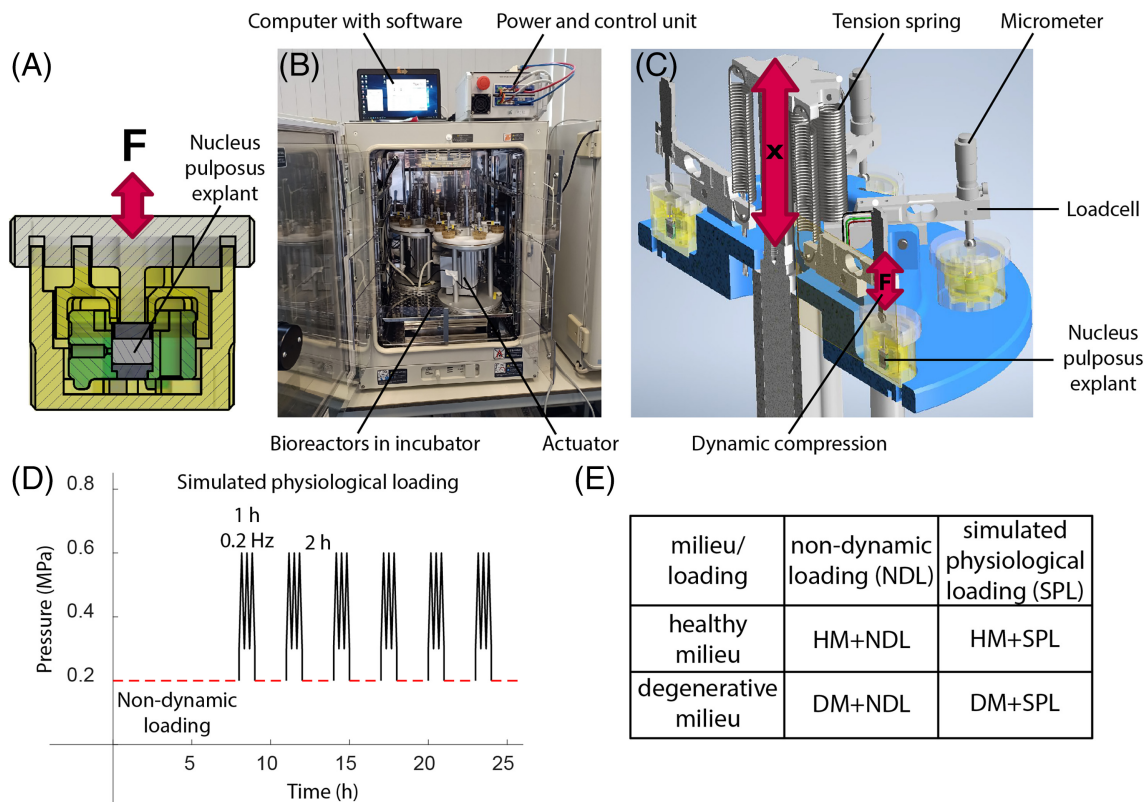 Computer with software
Power and control unit
Tension spring
Micrometer
(A)
(B)
(C)
F
Nucleus
pulposus
explant
X
Loadcell
F
Nucleus
pulposus
explant
Bioreactors in incubator
Actuator
Dynamic compression
(D)
(E)
Simulated physiological loading
0.8
0.6
0.4
0.2
1 h
0.2 Hz
2 h
Pressure (MPa)
Non-dynamic
loading
5
10
15
20
25
Time (h)
milieu/
loading
non-dynamic
loading (NDL)
simulated
physiological
loading (SPL)
healthy
milieu
HM+NDL
HM+SPL
degenerative
milieu
DM+NDL
DM+SPL